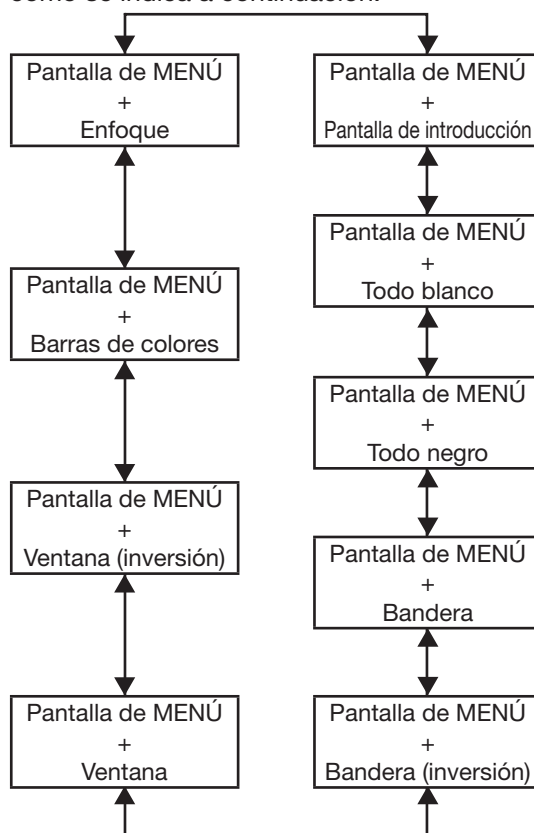 como se indica a continuación.
Pantalla de MENÚ
+
Enfoque
Pantalla de MENÚ
+
Barras de colores
Pantalla de MENÚ
+
Ventana (inversión)
Pantalla de MENÚ
+
Ventana
Pantalla de MENÚ
+
Pantalla de introducción
Pantalla de MENÚ
+
Todo blanco
Pantalla de MENÚ
+
Todo negro
Pantalla de MENÚ
+
Bandera
Pantalla de MENÚ
+
Bandera (inversión)